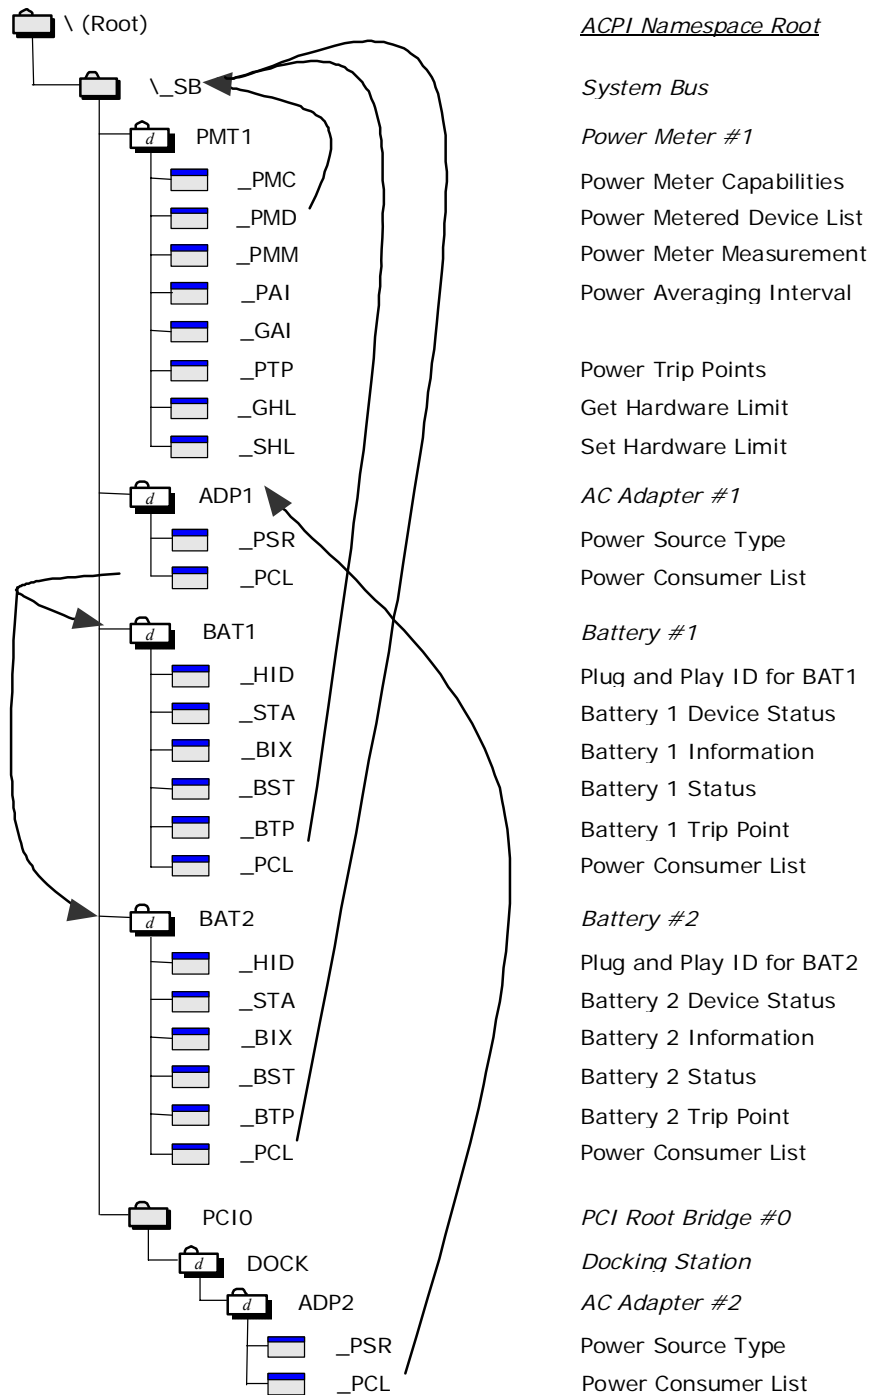 \ (Root) ACPI Namespace Root
\_SB System Bus
d PMT1 Power Meter #1
_PMC Power Meter Capabilities
_PMD Power Metered Device List
_PMM Power Meter Measurement
_PAI Power Averaging Interval
_GAI
_PTP Power Trip Points
_GHL Get Hardware Limit
_SHL Set Hardware Limit
d ADP1 AC Adapter #1
_PSR Power Source Type
_PCL Power Consumer List
d BAT1 Battery #1
_HID Plug and Play ID for BAT1
_STA Battery 1 Device Status
_BIX Battery 1 Information
_BST Battery 1 Status
_BTP Battery 1 Trip Point
_PCL Power Consumer List
d BAT2 Battery #2
_HID Plug and Play ID for BAT2
_STA Battery 2 Device Status
_BIX Battery 2 Information
_BST Battery 2 Status
_BTP Battery 2 Trip Point
_PCL Power Consumer List
PCI0 PCI Root Bridge #0
d DOCK Docking Station
d ADP2 AC Adapter #2
_PSR Power Source Type
_PCL Power Consumer List